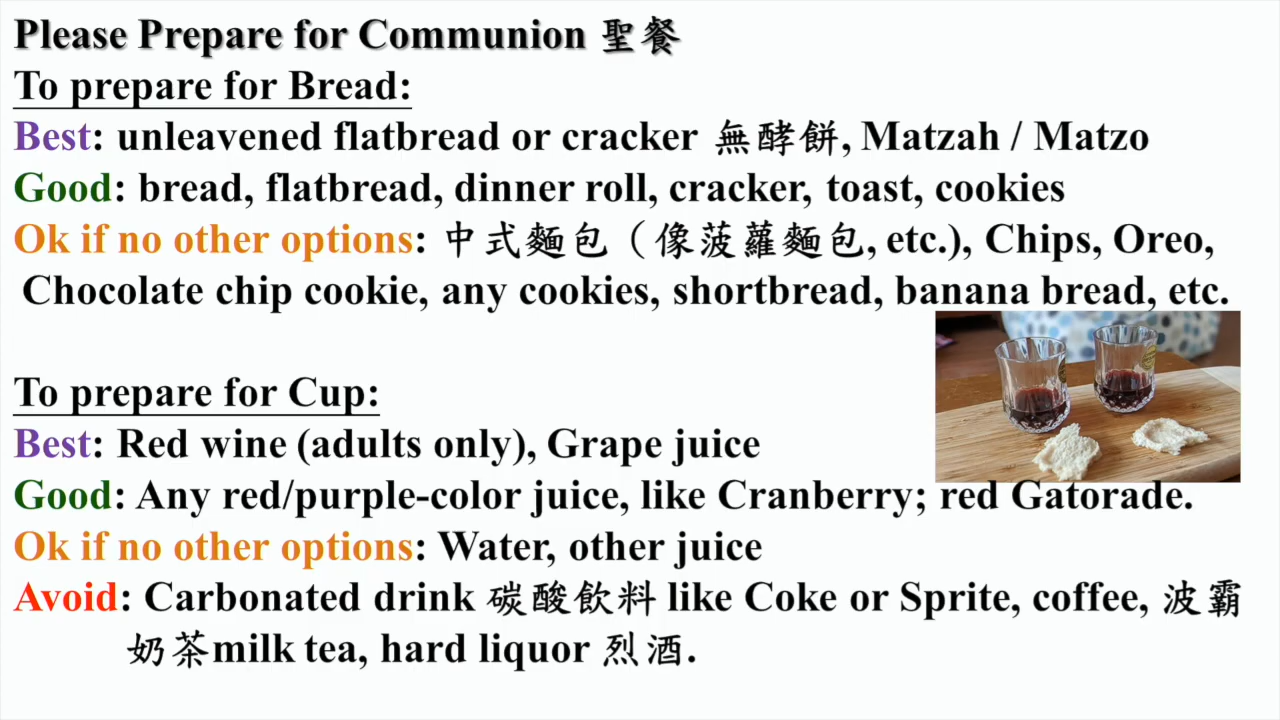 Please Prepare for Communion 聖餐
To prepare for Bread:
Best: unleavened flatbread or cracker 無酵餅, Matzah / Matzo
Good: bread, flatbread, dinner roll, cracker, toast, cookies
Ok if no other options: 中式麵包（像菠蘿麵包, etc.), Chips, Oreo,
Chocolate chip cookie, any cookies, shortbread, banana bread, etc.
To prepare for Cup:
Best: Red wine (adults only), Grape juice
Good: Any red/purple-color juice, like Cranberry; red Gatorade.
Ok if no other options: Water, other juice
Avoid: Carbonated drink 碳酸飲料 like Coke or Sprite, coffee, 波霸
奶茶milk tea, hard liquor 烈酒.